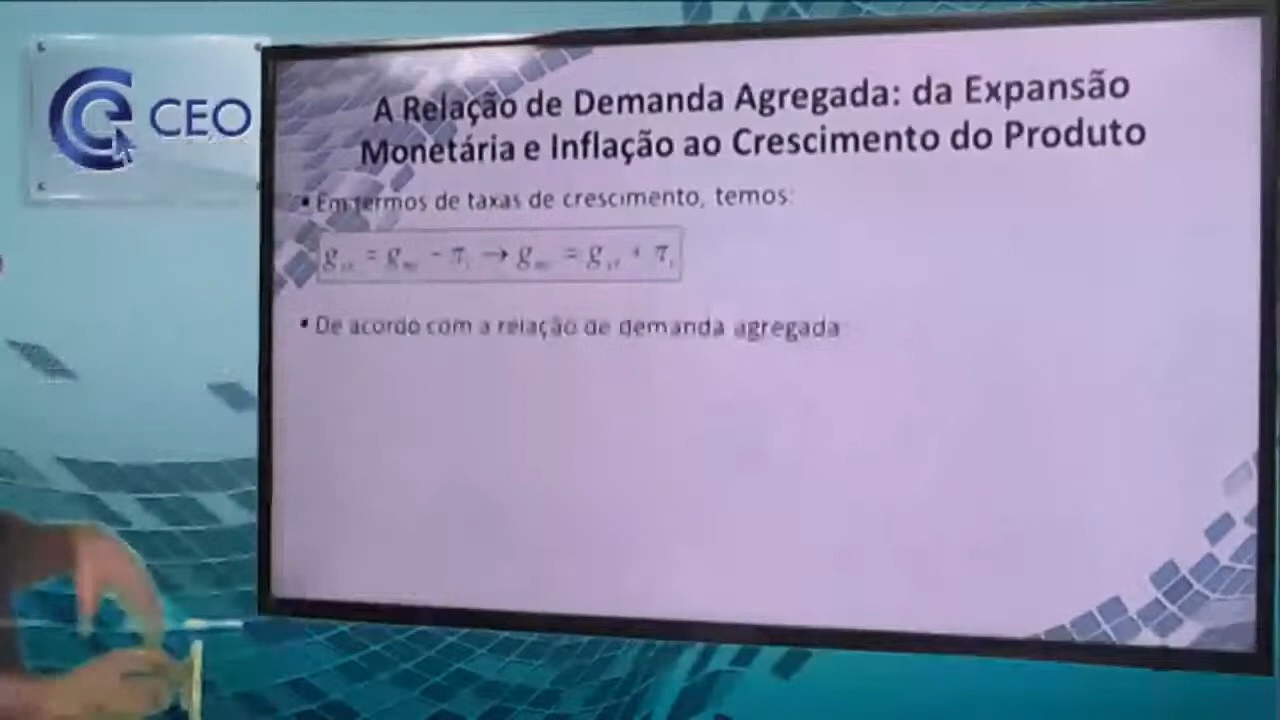 CEO
A Relação de Demanda Agregada: da Expansão
Monetária e Inflação ao Crescimento do Produto
▪ Em termos de taxas de crescimento, temos:
▪ De acordo com a relação de demanda agregada